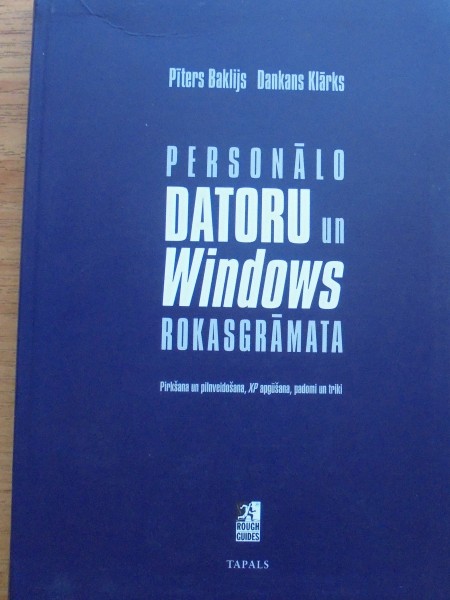 Pīters Baklijs Dankans Klārks
PERSONĀLO
DATORU un
Windows
ROKASGRĀMATA
Pirkšana un pilnveidošana, XP apgūšana, padomi un triki
ROUGH
GUIDES
TAPALS